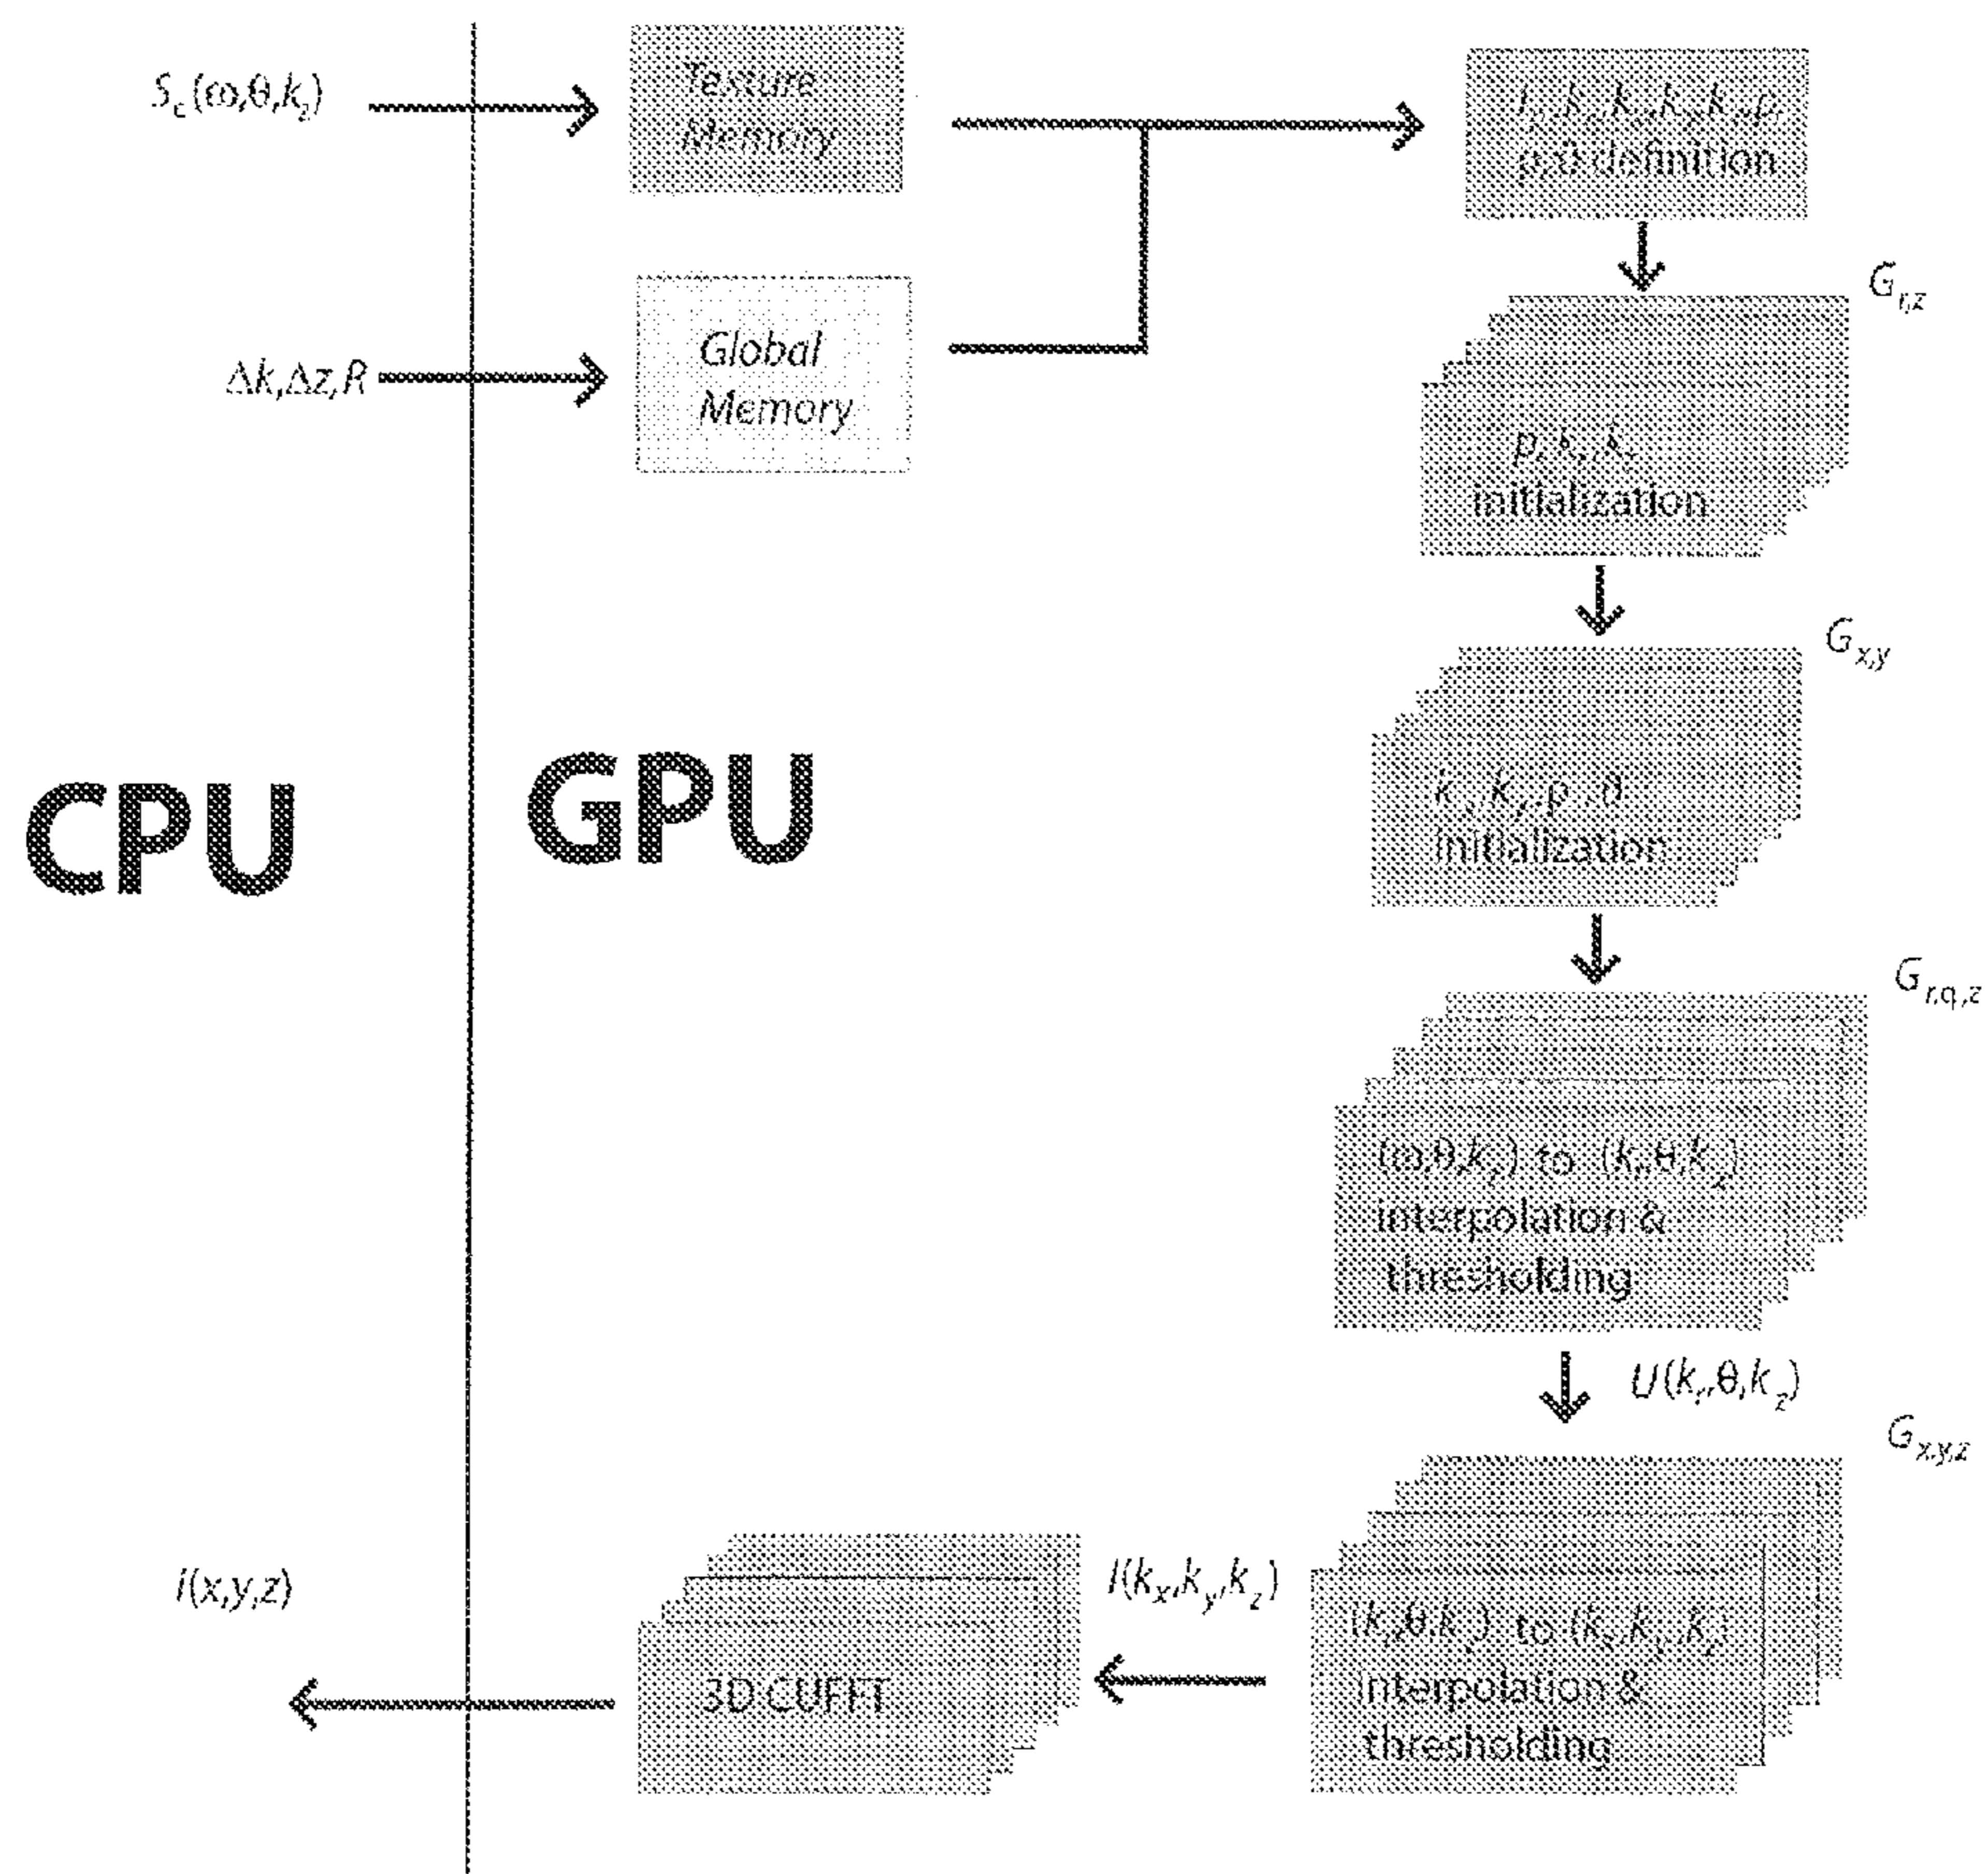 S_c(ω,θ,k_z)
Texture
Memory
θ definition
G_r,z
Δk,Δz,R
Global
Memory
initialization
G_x,y
initialization
CPU
GPU
G_r,q,z
(ω,θ,k_z) to (k_r,θ,k_z)
interpolation &
thresholding
U(k_r,θ,k_z)
G_x,y,z
(k_r,θ,k_z) to (k_x,k_y,k_z)
interpolation &
thresholding
I(k_x,k_y,k_z)
3D CUFFT
I(x,y,z)